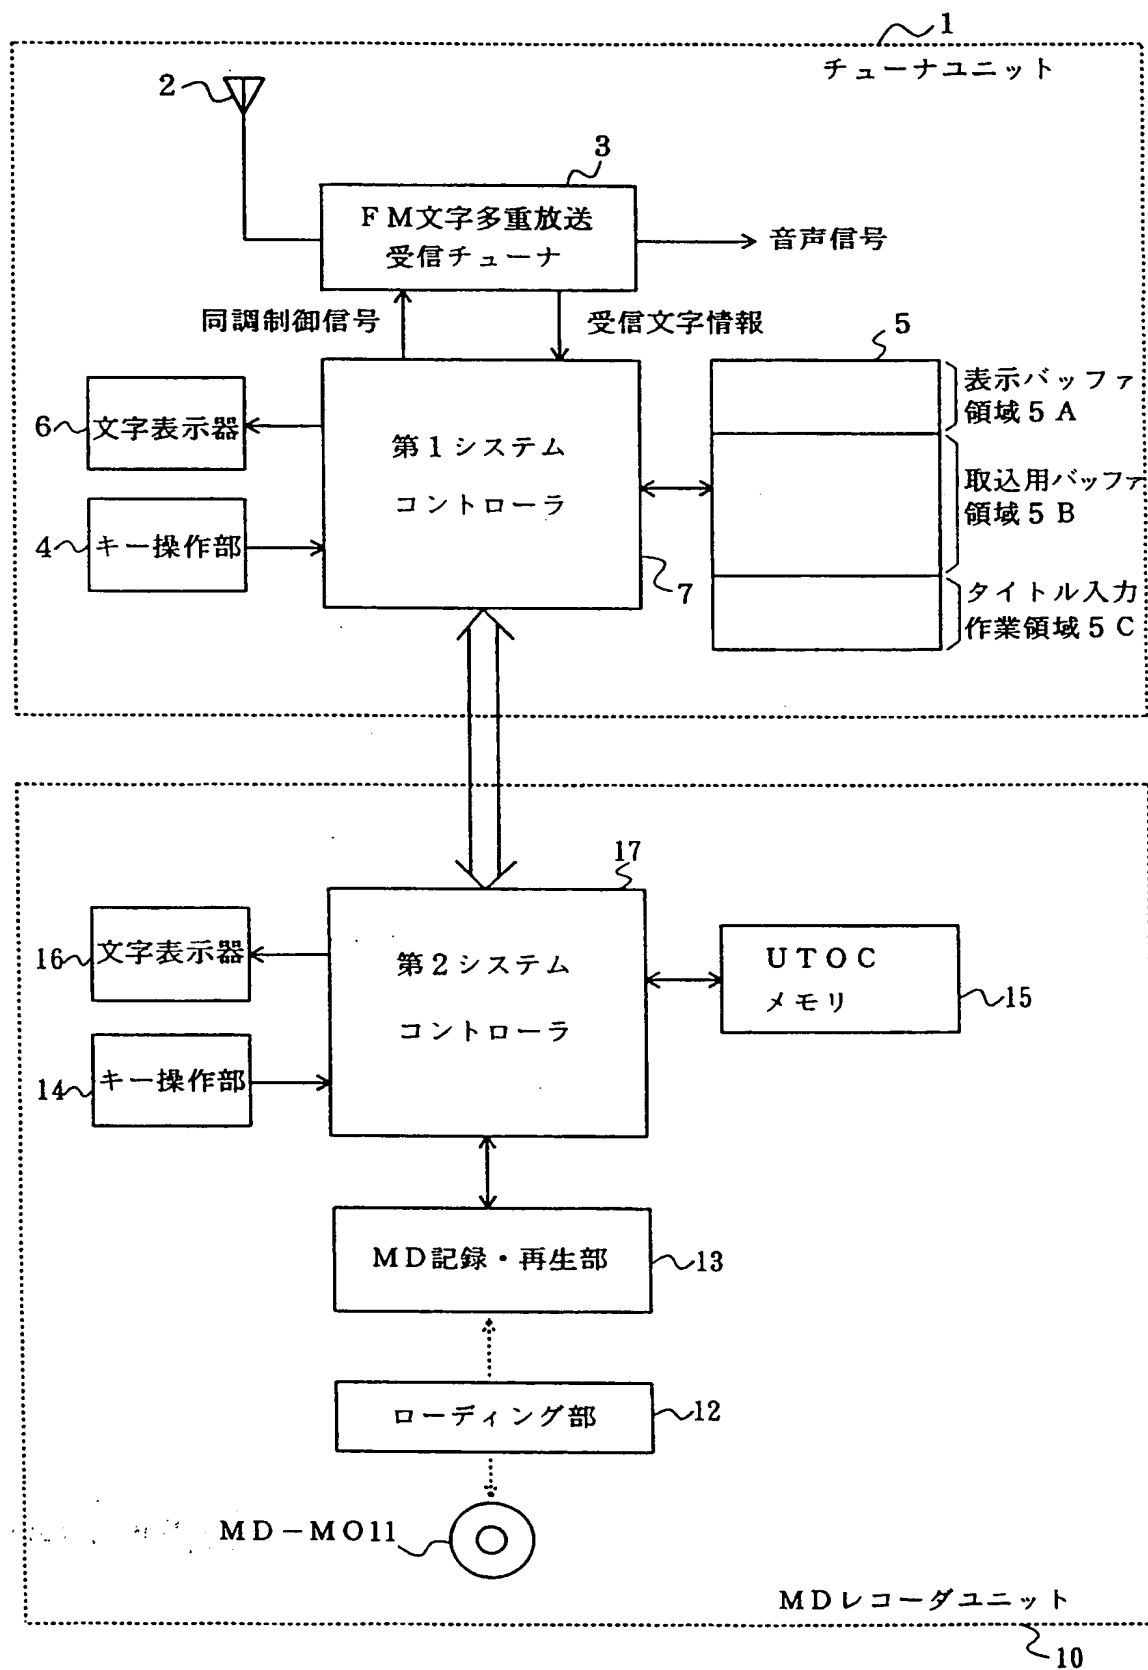 1
チューナユニット
2
3
FM文字多重放送
受信チューナ
音声信号
同調制御信号
受信文字情報
5
表示バッファ
領域5A
6
文字表示器
第1システム
コントローラ
取込用バッファ
領域5B
4
キー操作部
7
タイトル入力
作業領域5C
17
16
文字表示器
第2システム
コントローラ
UTOC
メモリ
15
14
キー操作部
MD記録・再生部
13
ローディング部
12
MD-MO11
MDレコーダユニット
10